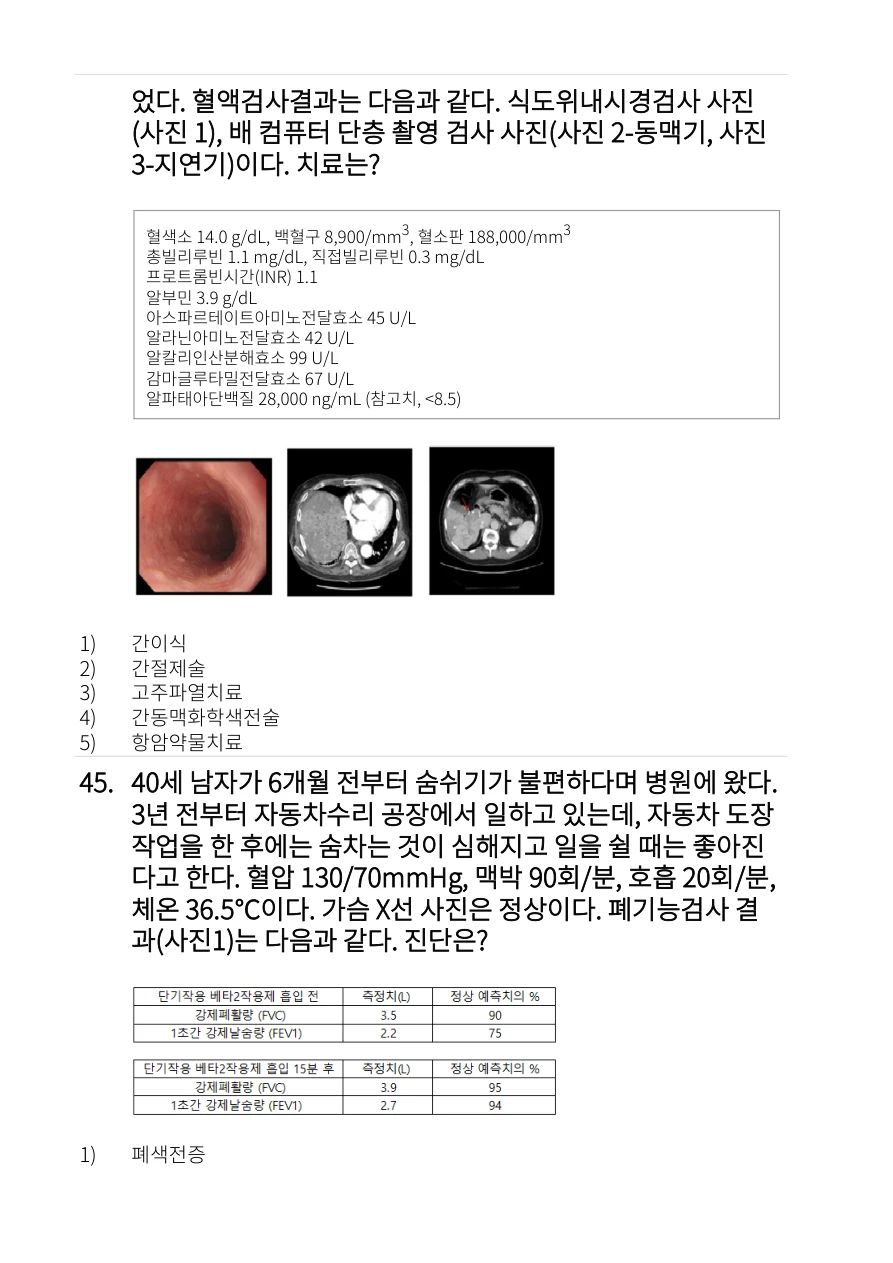 었다. 혈액검사결과는 다음과 같다. 식도위내시경검사 사진
(사진 1), 배 컴퓨터 단층 촬영 검사 사진(사진 2-동맥기, 사진
3-지연기)이다. 치료는?
혈색소 14.0 g/dL, 백혈구 8,900/mm³, 혈소판 188,000/mm³
총빌리루빈 1.1 mg/dL, 직접빌리루빈 0.3 mg/dL
프로트롬빈시간(INR) 1.1
알부민 3.9 g/dL
아스파르테이트아미노전달효소 45 U/L
알라닌아미노전달효소 42 U/L
알칼리인산분해효소 99 U/L
감마글루타밀전달효소 67 U/L
알파태아단백질 28,000 ng/mL (참고치, <8.5)
1) 간이식
2) 간절제술
3) 고주파열치료
4) 간동맥화학색전술
5) 항암약물치료
45. 40세 남자가 6개월 전부터 숨쉬기가 불편하다며 병원에 왔다.
3년 전부터 자동차수리 공장에서 일하고 있는데, 자동차 도장
작업을 한 후에는 숨차는 것이 심해지고 일을 쉴 때는 좋아진
다고 한다. 혈압 130/70mmHg, 맥박 90회/분, 호흡 20회/분,
체온 36.5℃이다. 가슴 X선 사진은 정상이다. 폐기능검사 결
과(사진1)는 다음과 같다. 진단은?
단기작용 베타2작용제 흡입 전 측정치(L) 정상 예측치의 %
강제폐활량 (FVC) 3.5 90
1초간 강제날숨량 (FEV1) 2.2 75
단기작용 베타2작용제 흡입 15분 후 측정치(L) 정상 예측치의 %
강제폐활량 (FVC) 3.9 95
1초간 강제날숨량 (FEV1) 2.7 94
1) 폐색전증